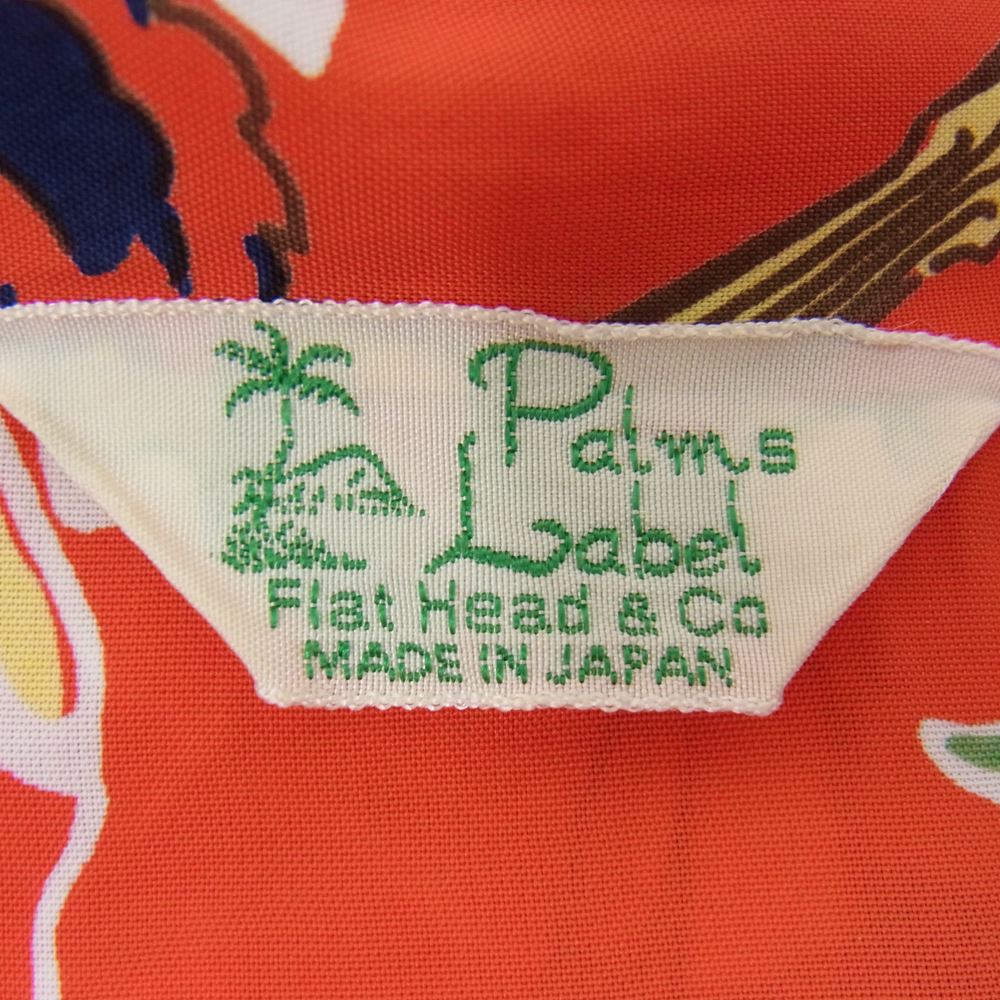 Palms
Label
Flat Head & Co
MADE IN JAPAN